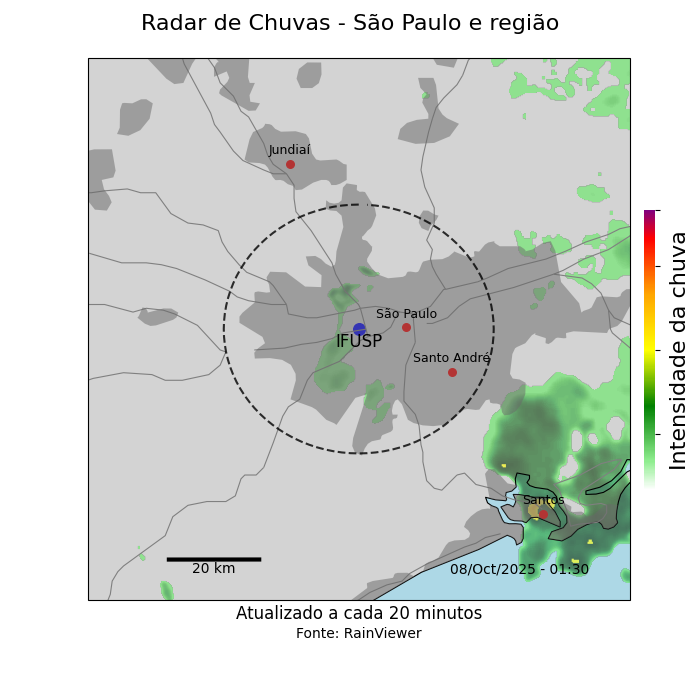 Radar de Chuvas - São Paulo e região
Jundiaí
São Paulo
IFUSP
Santo André
Santos
20 km
08/Oct/2025 - 01:30
Intensidade da chuva
Atualizado a cada 20 minutos
Fonte: RainViewer